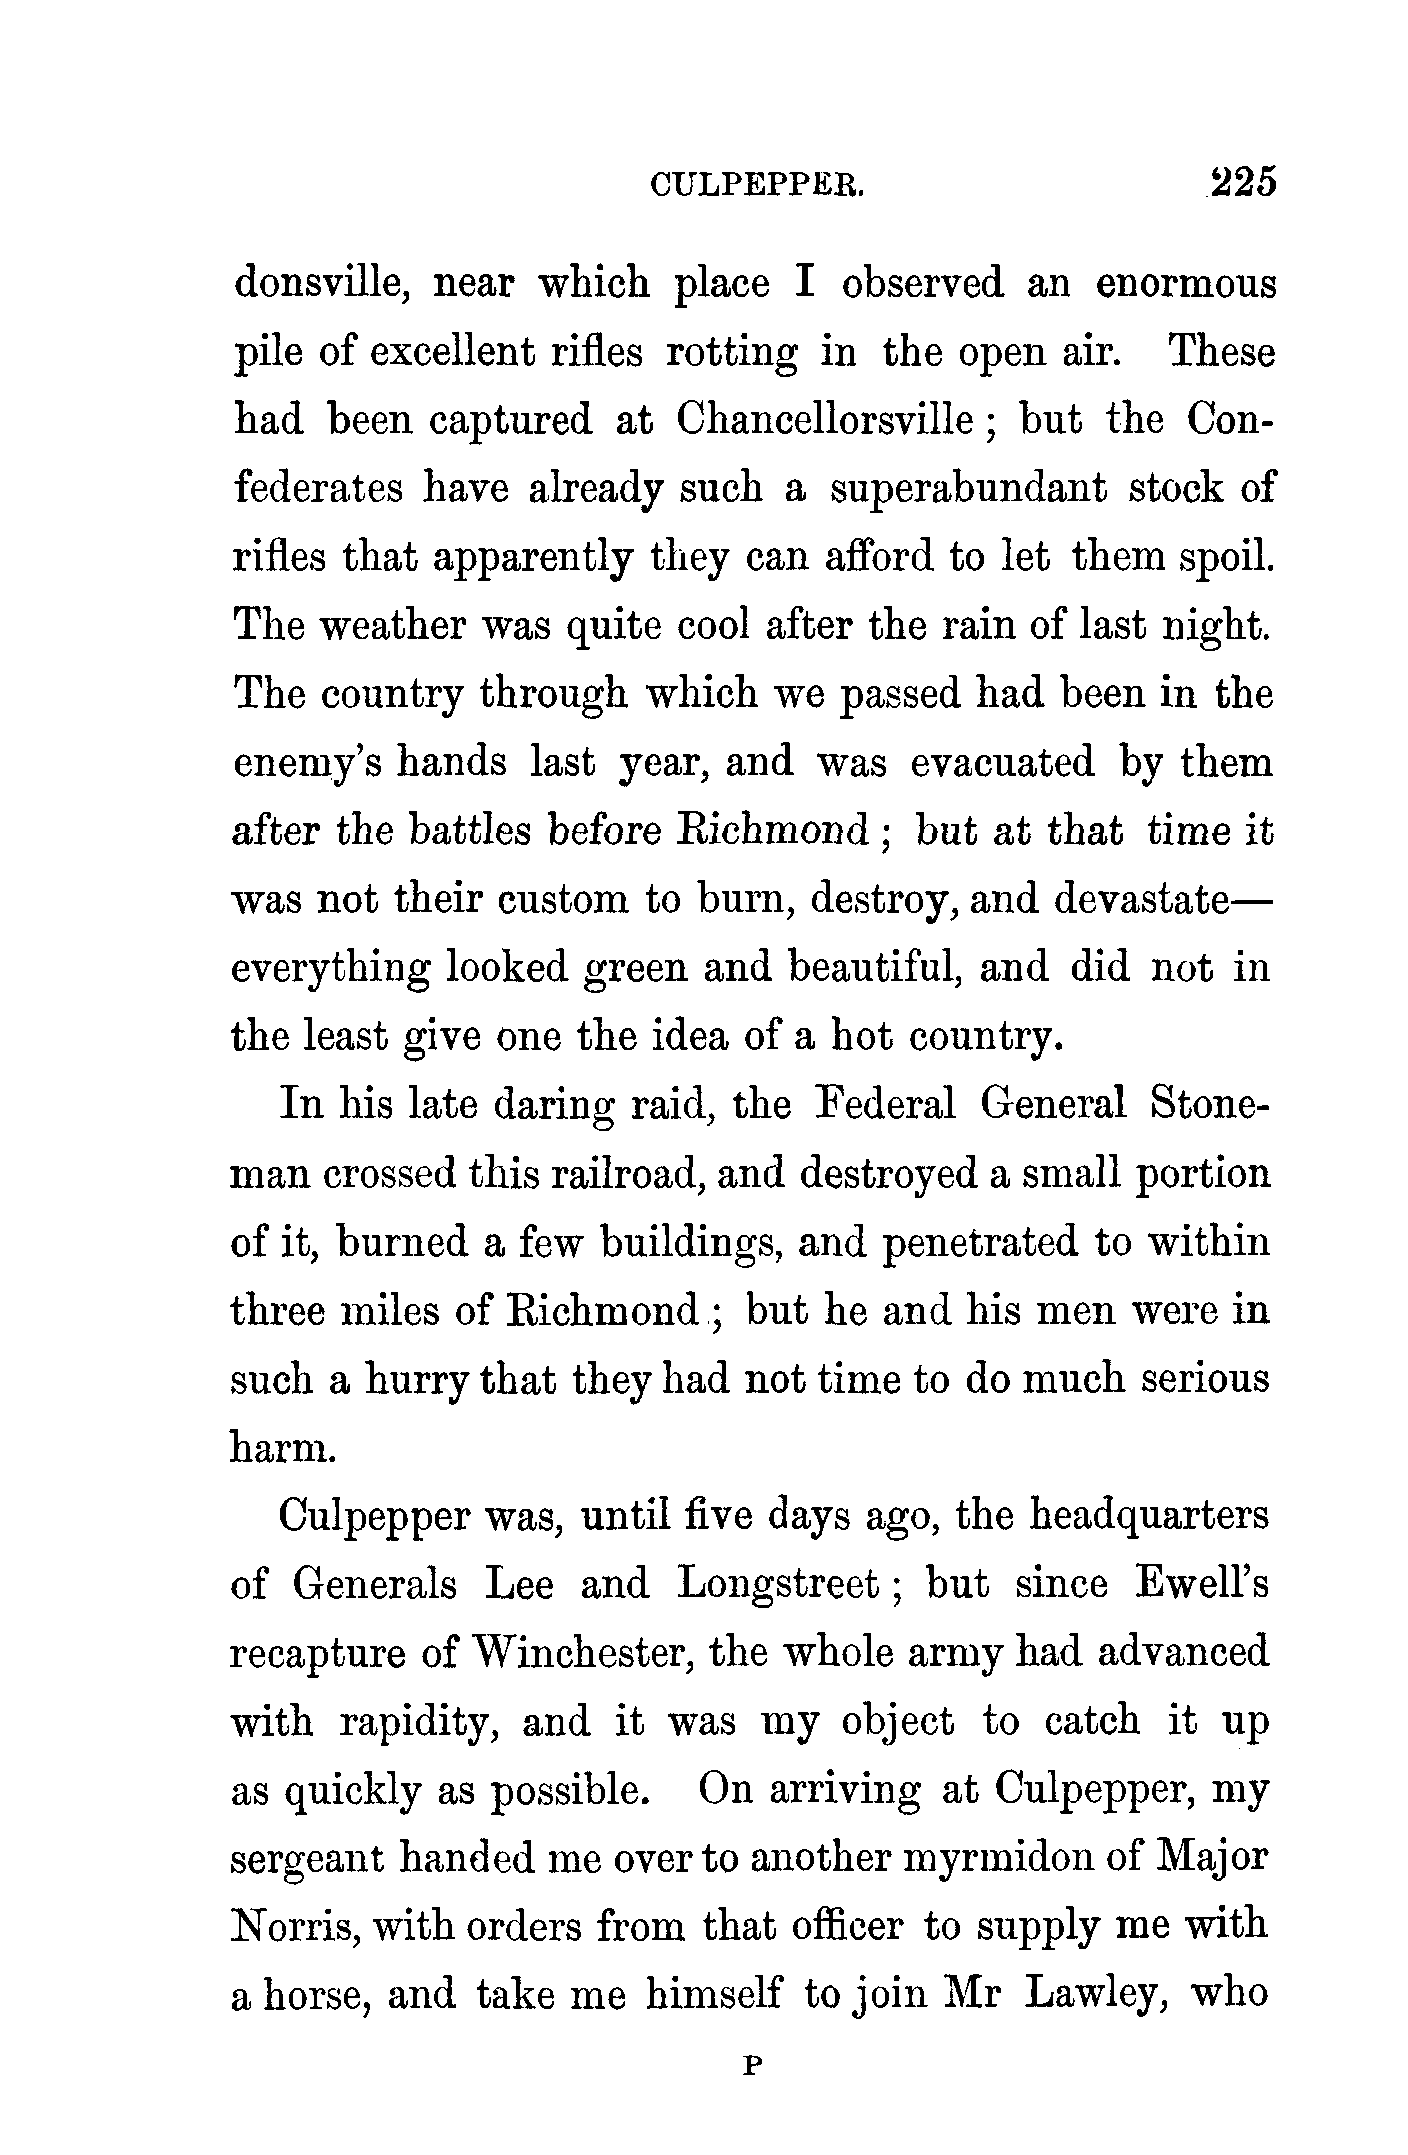 CULPEPPER. 225
donsville, near which place I observed an enormous
pile of excellent rifles rotting in the open air. These
had been captured at Chancellorsville ; but the Con-
federates have already such a superabundant stock of
rifles that apparently they can afford to let them spoil.
The weather was quite cool after the rain of last night.
The country through which we passed had been in the
enemy's hands last year, and was evacuated by them
after the battles before Richmond ; but at that time it
was not their custom to burn, destroy, and devastate—
everything looked green and beautiful, and did not in
the least give one the idea of a hot country.
In his late daring raid, the Federal General Stone-
man crossed this railroad, and destroyed a small portion
of it, burned a few buildings, and penetrated to within
three miles of Richmond ; but he and his men were in
such a hurry that they had not time to do much serious
harm.
Culpepper was, until five days ago, the headquarters
of Generals Lee and Longstreet ; but since Ewell's
recapture of Winchester, the whole army had advanced
with rapidity, and it was my object to catch it up
as quickly as possible. On arriving at Culpepper, my
sergeant handed me over to another myrmidon of Major
Norris, with orders from that officer to supply me with
a horse, and take me himself to join Mr Lawley, who
P